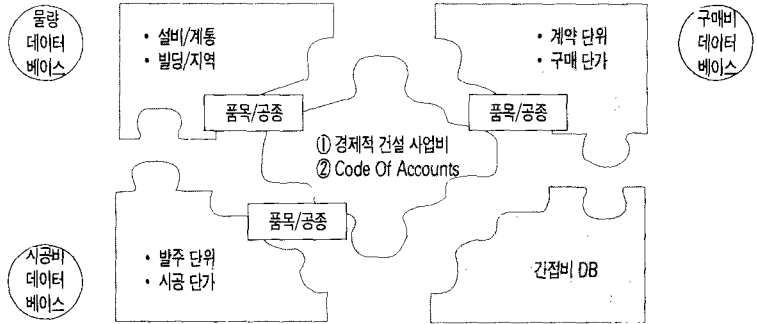 물량
데이터
베이스
• 설비/계통
• 빌딩/지역
• 계약 단위
• 구매 단가
구매비
데이터
베이스
품목/공종
품목/공종
① 경제적 건설 사업비
② Code Of Accounts
품목/공종
시공비
데이터
베이스
• 발주 단위
• 시공 단가
간접비 DB